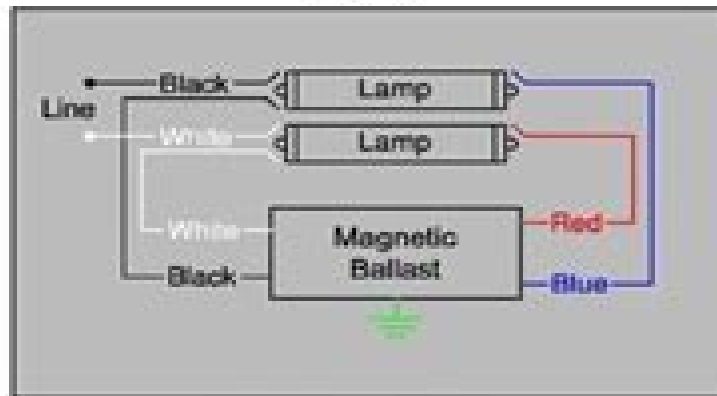 Black
Lamp
Line
White
Lamp
White
Magnetic
Ballast
Red
Black
Blue